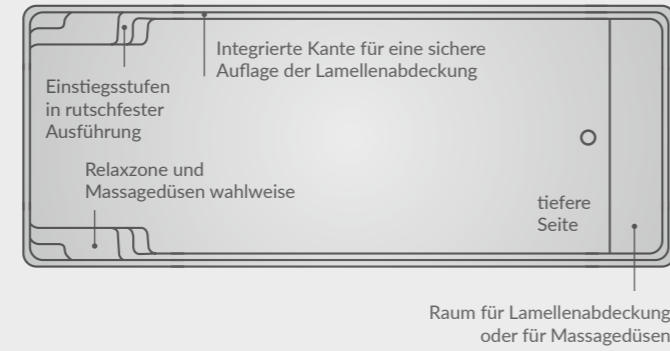 Integrierte Kante für eine sichere
Auflage der Lamellenabdeckung
Einstiegsstufen
in rutschfester
Ausführung
Relaxzone und
Massagedüsen wahlweise
tiefere
Seite
Raum für Lamellenabdeckung
oder für Massagedüsen